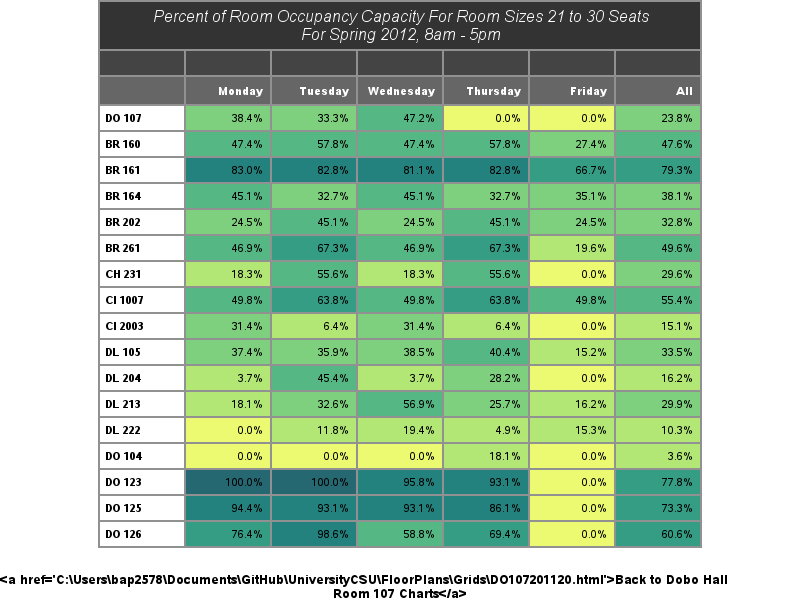 Percent of Room Occupancy Capacity For Room Sizes 21 to 30 Seats
For Spring 2012, 8am - 5pm
Monday Tuesday Wednesday Thursday Friday All
DO 107 38.4% 33.3% 47.2% 0.0% 0.0% 23.8%
BR 160 47.4% 57.8% 47.4% 57.8% 27.4% 47.6%
BR 161 83.0% 82.8% 81.1% 82.8% 66.7% 79.3%
BR 164 45.1% 32.7% 45.1% 32.7% 35.1% 38.1%
BR 202 24.5% 45.1% 24.5% 45.1% 24.5% 32.8%
BR 261 46.9% 67.3% 46.9% 67.3% 19.6% 49.6%
CH 231 18.3% 55.6% 18.3% 55.6% 0.0% 29.6%
CI 1007 49.8% 63.8% 49.8% 63.8% 49.8% 55.4%
CI 2003 31.4% 6.4% 31.4% 6.4% 0.0% 15.1%
DL 105 37.4% 35.9% 38.5% 40.4% 15.2% 33.5%
DL 204 3.7% 45.4% 3.7% 28.2% 0.0% 16.2%
DL 213 18.1% 32.6% 56.9% 25.7% 16.2% 29.9%
DL 222 0.0% 11.8% 19.4% 4.9% 15.3% 10.3%
DO 104 0.0% 0.0% 0.0% 18.1% 0.0% 3.6%
DO 123 100.0% 100.0% 95.8% 93.1% 0.0% 77.8%
DO 125 94.4% 93.1% 93.1% 86.1% 0.0% 73.3%
DO 126 76.4% 98.6% 58.8% 69.4% 0.0% 60.6%
<a href='C:\Users\bap2578\Documents\GitHub\UniversityCSU\FloorPlans\Grids\DO107201120.html'>Back to Dobo Hall
Room 107 Charts</a>